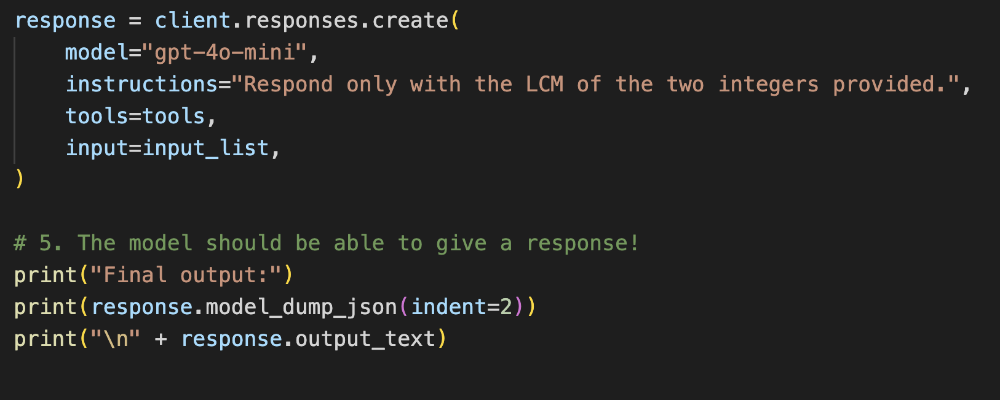 response = client.responses.create(
    model="gpt-4o-mini",
    instructions="Respond only with the LCM of the two integers provided.",
    tools=tools,
    input=input_list,
)

# 5. The model should be able to give a response!
print("Final output:")
print(response.model_dump_json(indent=2))
print("\n" + response.output_text)